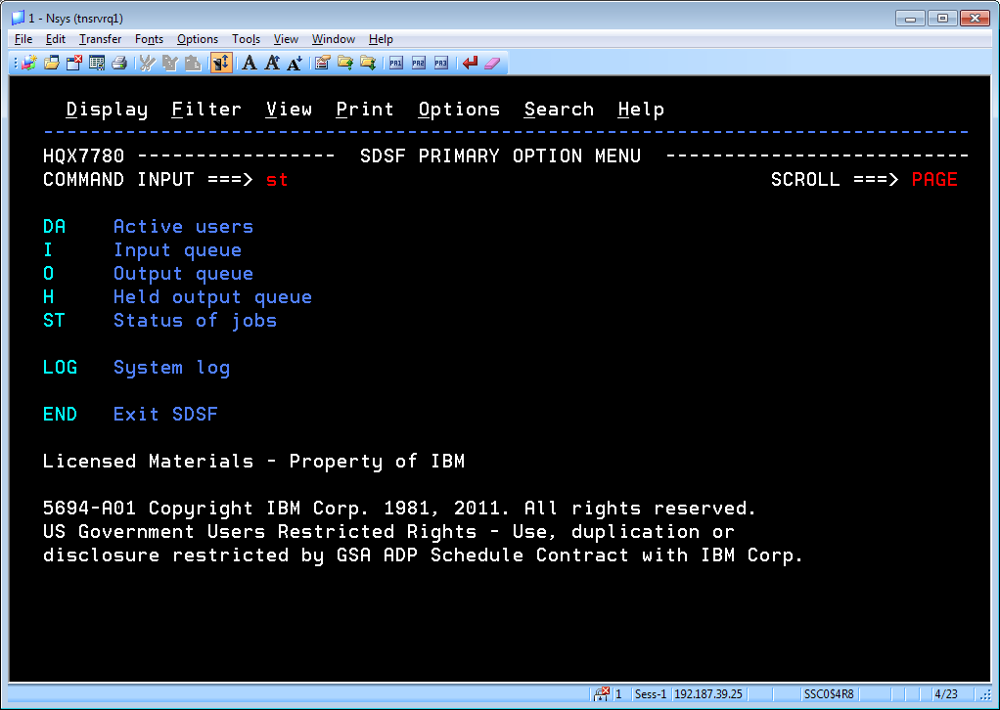 1 - Nsys (tnsrvrq1)
File Edit Transfer Fonts Options Tools View Window Help
A A A PA1 PA2 PA3
Display Filter View Print Options Search Help
-------------------------------------------------------------------------------
HQX7780 ----------------- SDSF PRIMARY OPTION MENU --------------------------
COMMAND INPUT ===> st SCROLL ===> PAGE
DA Active users
I Input queue
O Output queue
H Held output queue
ST Status of jobs
LOG System log
END Exit SDSF
Licensed Materials - Property of IBM
5694-A01 Copyright IBM Corp. 1981, 2011. All rights reserved.
US Government Users Restricted Rights - Use, duplication or
disclosure restricted by GSA ADP Schedule Contract with IBM Corp.
1 Sess-1 192.187.39.25 SSC0$4R8 4/23